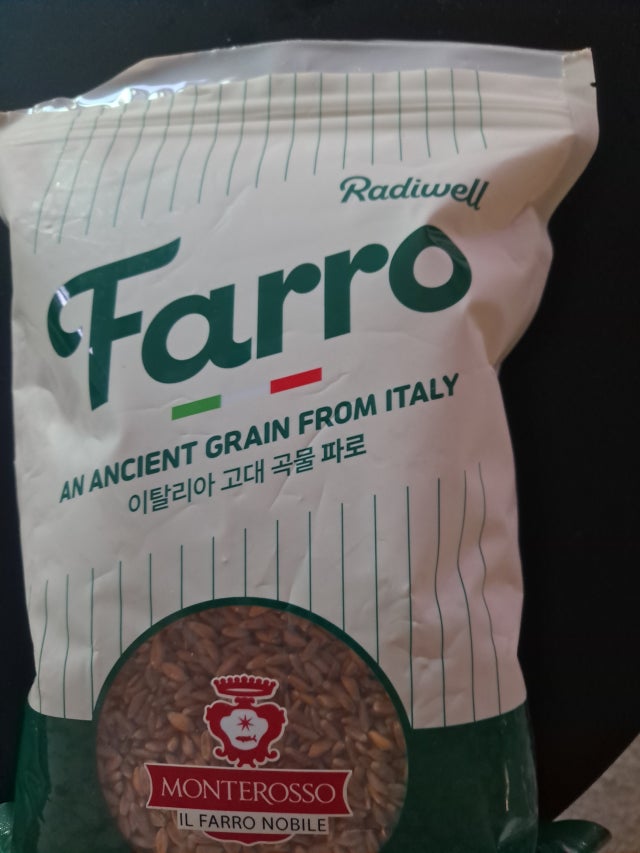 Radiwell
Farro
AN ANCIENT GRAIN FROM ITALY
이탈리아 고대 곡물 파로
MONTEROSSO
IL FARRO NOBILE